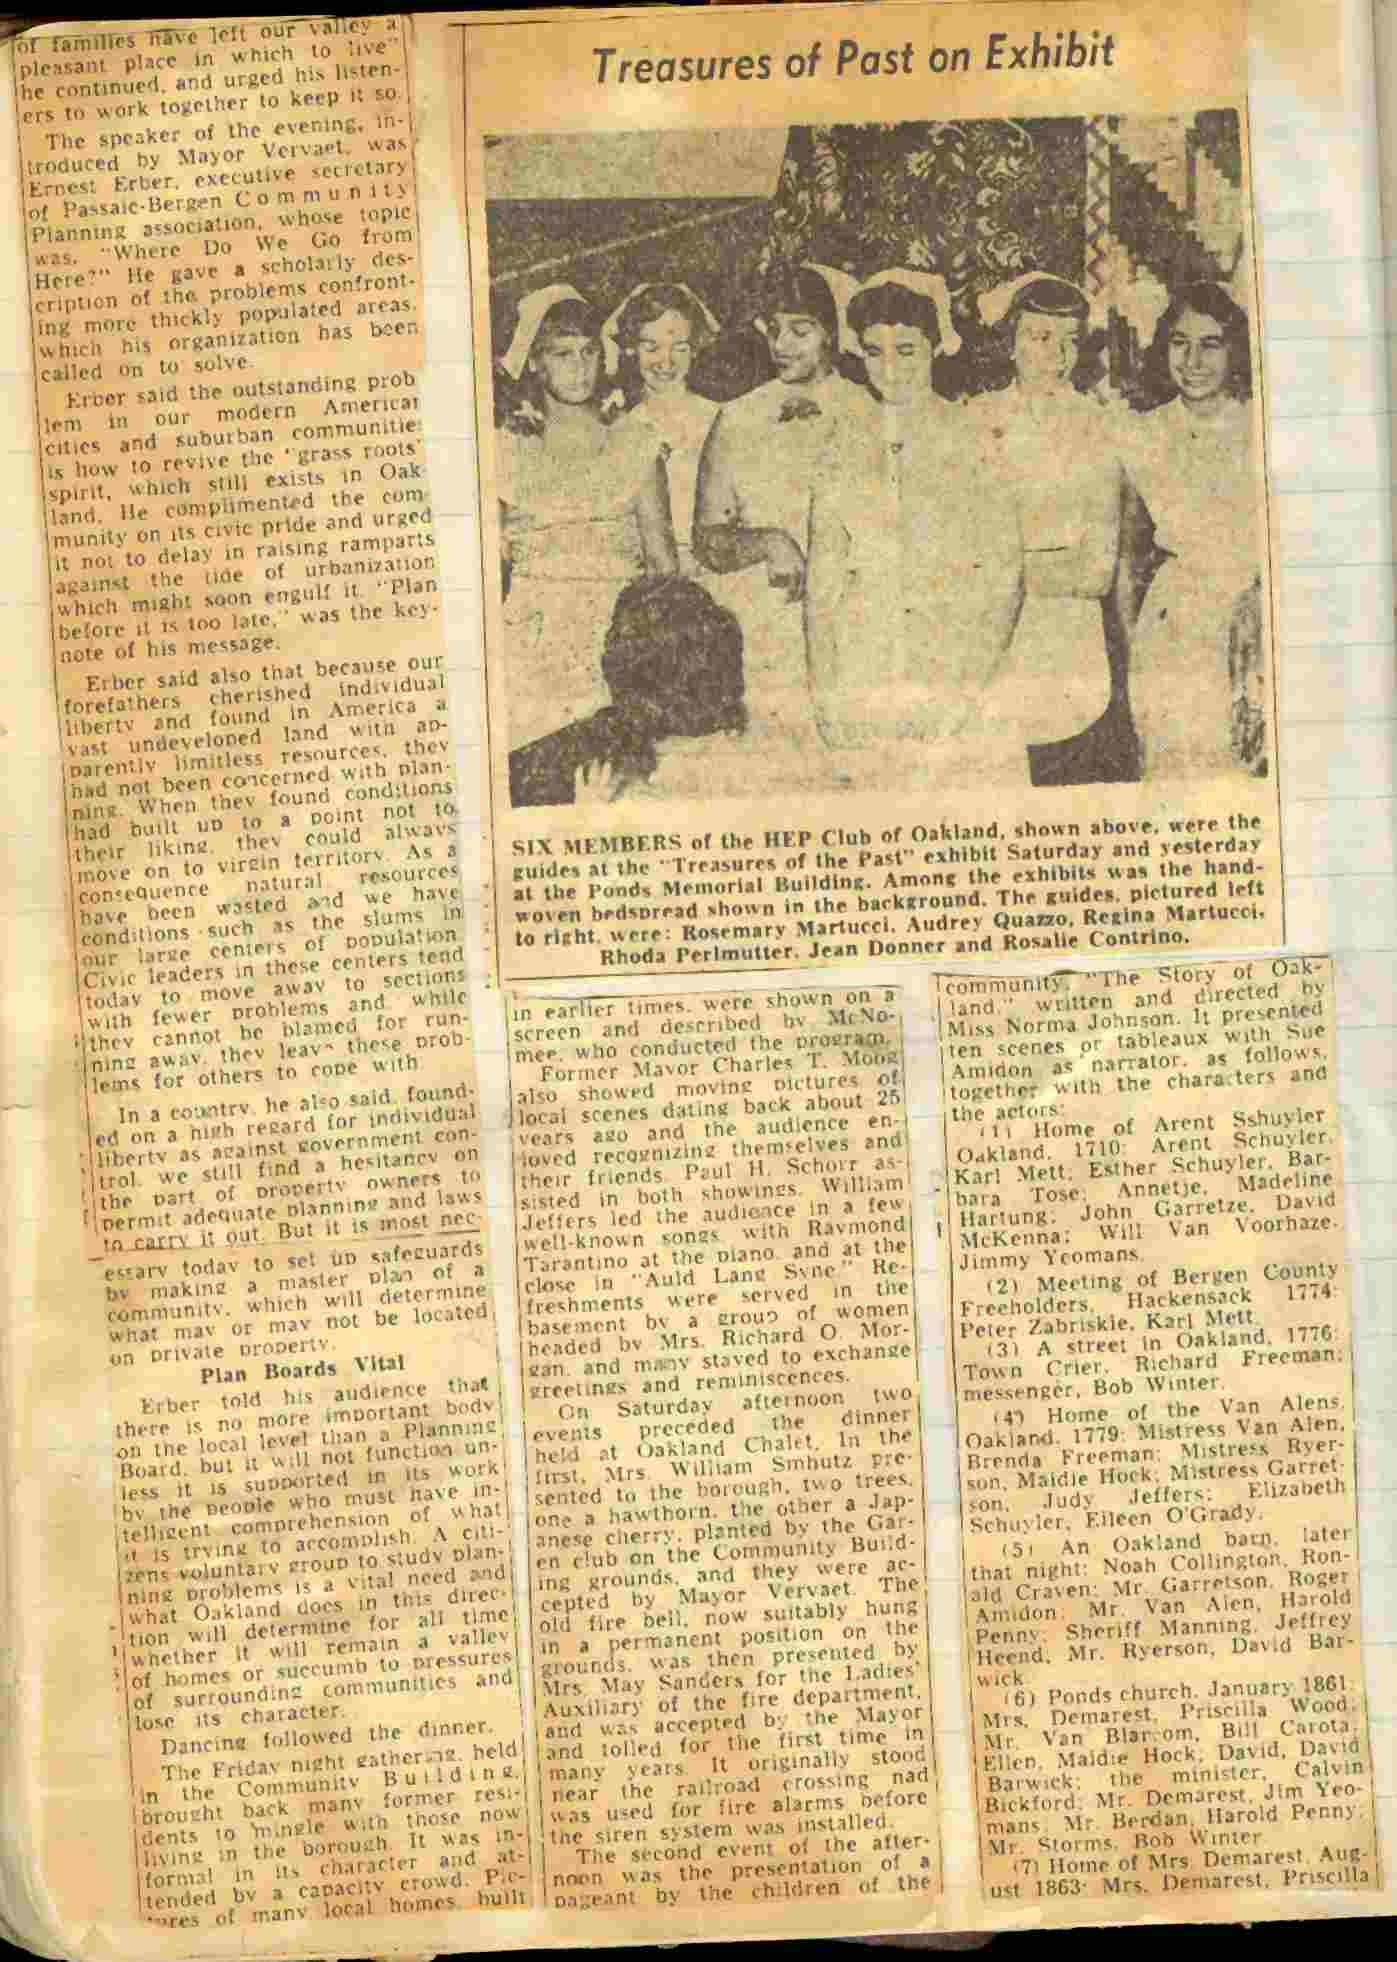 of families have left our valley a
pleasant place in which to live"
he continued, and urged his listen-
ers to work together to keep it so.
The speaker of the evening, in-
troduced by Mayor Vervaet, was
Ernest Erber, executive secretary
of Passaic-Bergen Community
Planning association, whose topic
was, "Where Do We Go from
Here?" He gave a scholarly des-
cription of the problems confront-
ing more thickly populated areas,
which his organization has been
called on to solve.
Erber said the outstanding prob
lem in our modern American
cities and suburban communities
is how to revive the "grass roots"
spirit, which still exists in Oak-
land. He complimented the com-
munity on its civic pride and urged
it not to delay in raising ramparts
against the tide of urbanization
which might soon engulf it. "Plan
before it is too late," was the key-
note of his message.
Erber said also that because our
forefathers cherished individual
liberty and found in America a
vast undeveloped land with ap-
parently limitless resources, they
had not been concerned with plan-
ning. When they found conditions
had built up to a point not to
their liking, they could always
move on to virgin territory. As a
consequence natural resources
have been wasted and we have
conditions such as the slums in
our large centers of population.
Civic leaders in these centers tend
today to move away to sections
with fewer problems and, while
they cannot be blamed for run-
ning away, they leave these prob-
lems for others to cope with.
In a country, he also said, found-
ed on a high regard for individual
liberty as against government con-
trol, we still find a hesitancy on
the part of property owners to
permit adequate planning and laws
to carry it out. But it is most nec-
essary today to set up safeguards
by making a master plan of a
community, which will determine
what may or may not be located
on private property.
Plan Boards Vital
Erber told his audience that
there is no more important body
on the local level than a Planning
Board, but it will not function un-
less it is supported in its work
by the people who must have in-
telligent comprehension of what
it is trying to accomplish. A citi-
zens voluntary group to study plan-
ning problems is a vital need and
what Oakland does in this direc-
tion will determine for all time
whether it will remain a valley
of homes or succumb to pressures
of surrounding communities and
lose its character.
Dancing followed the dinner.
The Friday night gathering, held
in the Community Building,
brought back many former resi-
dents to mingle with those now
living in the borough. It was in-
formal in its character and at-
tended by a capacity crowd. Pic-
tures of many local homes, built
Treasures of Past on Exhibit
SIX MEMBERS of the HEP Club of Oakland, shown above, were the
guides at the "Treasures of the Past" exhibit Saturday and yesterday
at the Ponds Memorial Building. Among the exhibits was the hand-
woven bedspread shown in the background. The guides, pictured left
to right, were: Rosemary Martucci, Audrey Quazzo, Regina Martucci,
Rhoda Perlmutter, Jean Donner and Rosalie Contrino.
in earlier times, were shown on a
screen and described by McNo-
mee, who conducted the program.
Former Mayor Charles T. Moog
also showed moving pictures of
local scenes dating back about 25
years ago and the audience en-
joyed recognizing themselves and
their friends. Paul H. Schorr as-
sisted in both showings. William
Jeffers led the audience in a few
well-known songs with Raymond
Tarantino at the piano, and at the
close in "Auld Lang Syne." Re-
freshments were served in the
basement by a group of women
headed by Mrs. Richard O. Mor-
gan, and many stayed to exchange
greetings and reminiscences.
On Saturday afternoon two
events preceded the dinner
held at Oakland Chalet. In the
first, Mrs. William Smhutz pre-
sented to the borough, two trees,
one a hawthorn, the other a Jap-
anese cherry, planted by the Gar-
en club on the Community Build-
ing grounds, and they were ac-
cepted by Mayor Vervaet. The
old fire bell, now suitably hung
in a permanent position on the
grounds, was then presented by
Mrs. May Sanders for the Ladies'
Auxiliary of the fire department,
and was accepted by the Mayor
and tolled for the first time in
many years. It originally stood
near the railroad crossing nad
was used for fire alarms before
the siren system was installed.
The second event of the after-
noon was the presentation of a
pageant by the children of the
community, "The Story of Oak-
land," written and directed by
Miss Norma Johnson. It presented
ten scenes or tableaux with Sue
Amidon as narrator, as follows,
together with the characters and
the actors:
(1) Home of Arent Sshuyler
Oakland, 1710: Arent Schuyler,
Karl Mett; Esther Schuyler, Bar-
bara Tose; Annetje, Madeline
Hartung; John Garretze, David
McKenna; Will Van Voorhaze,
Jimmy Yeomans.
(2) Meeting of Bergen County
Freeholders, Hackensack 1774:
Peter Zabriskie, Karl Mett.
(3) A street in Oakland, 1776:
Town Crier, Richard Freeman;
messenger, Bob Winter.
(4) Home of the Van Alens,
Oakland, 1779: Mistress Van Alen,
Brenda Freeman; Mistress Ryer-
son, Maidie Hock; Mistress Garret-
son, Judy Jeffers; Elizabeth
Schuyler, Eileen O'Grady.
(5) An Oakland barn, later
that night: Noah Collington, Ron-
ald Craven; Mr. Garretson, Roger
Amidon; Mr. Van Alen, Harold
Penny; Sheriff Manning, Jeffrey
Heend, Mr. Ryerson, David Bar-
wick.
(6) Ponds church, January 1861:
Mrs. Demarest, Priscilla Wood;
Mr. Van Blarcom, Bill Carota;
Ellen, Maidie Hock; David, David
Barwick; the minister, Calvin
Bickford; Mr. Demarest, Jim Yeo-
mans; Mr. Berdan, Harold Penny;
Mr. Storms, Bob Winter.
(7) Home of Mrs. Demarest, Aug-
ust 1863: Mrs. Demarest, Priscilla